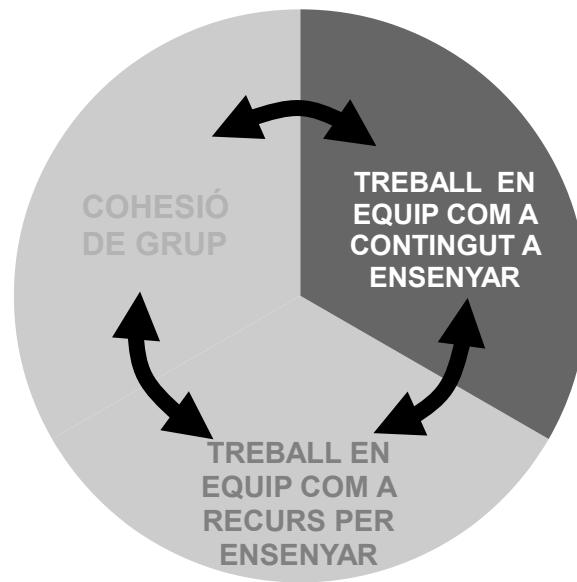 COHESIÓ
DE GRUP
TREBALL EN
EQUIP COM A
CONTINGUT A
ENSENYAR
TREBALL EN
EQUIP COM A
RECURS PER
ENSENYAR